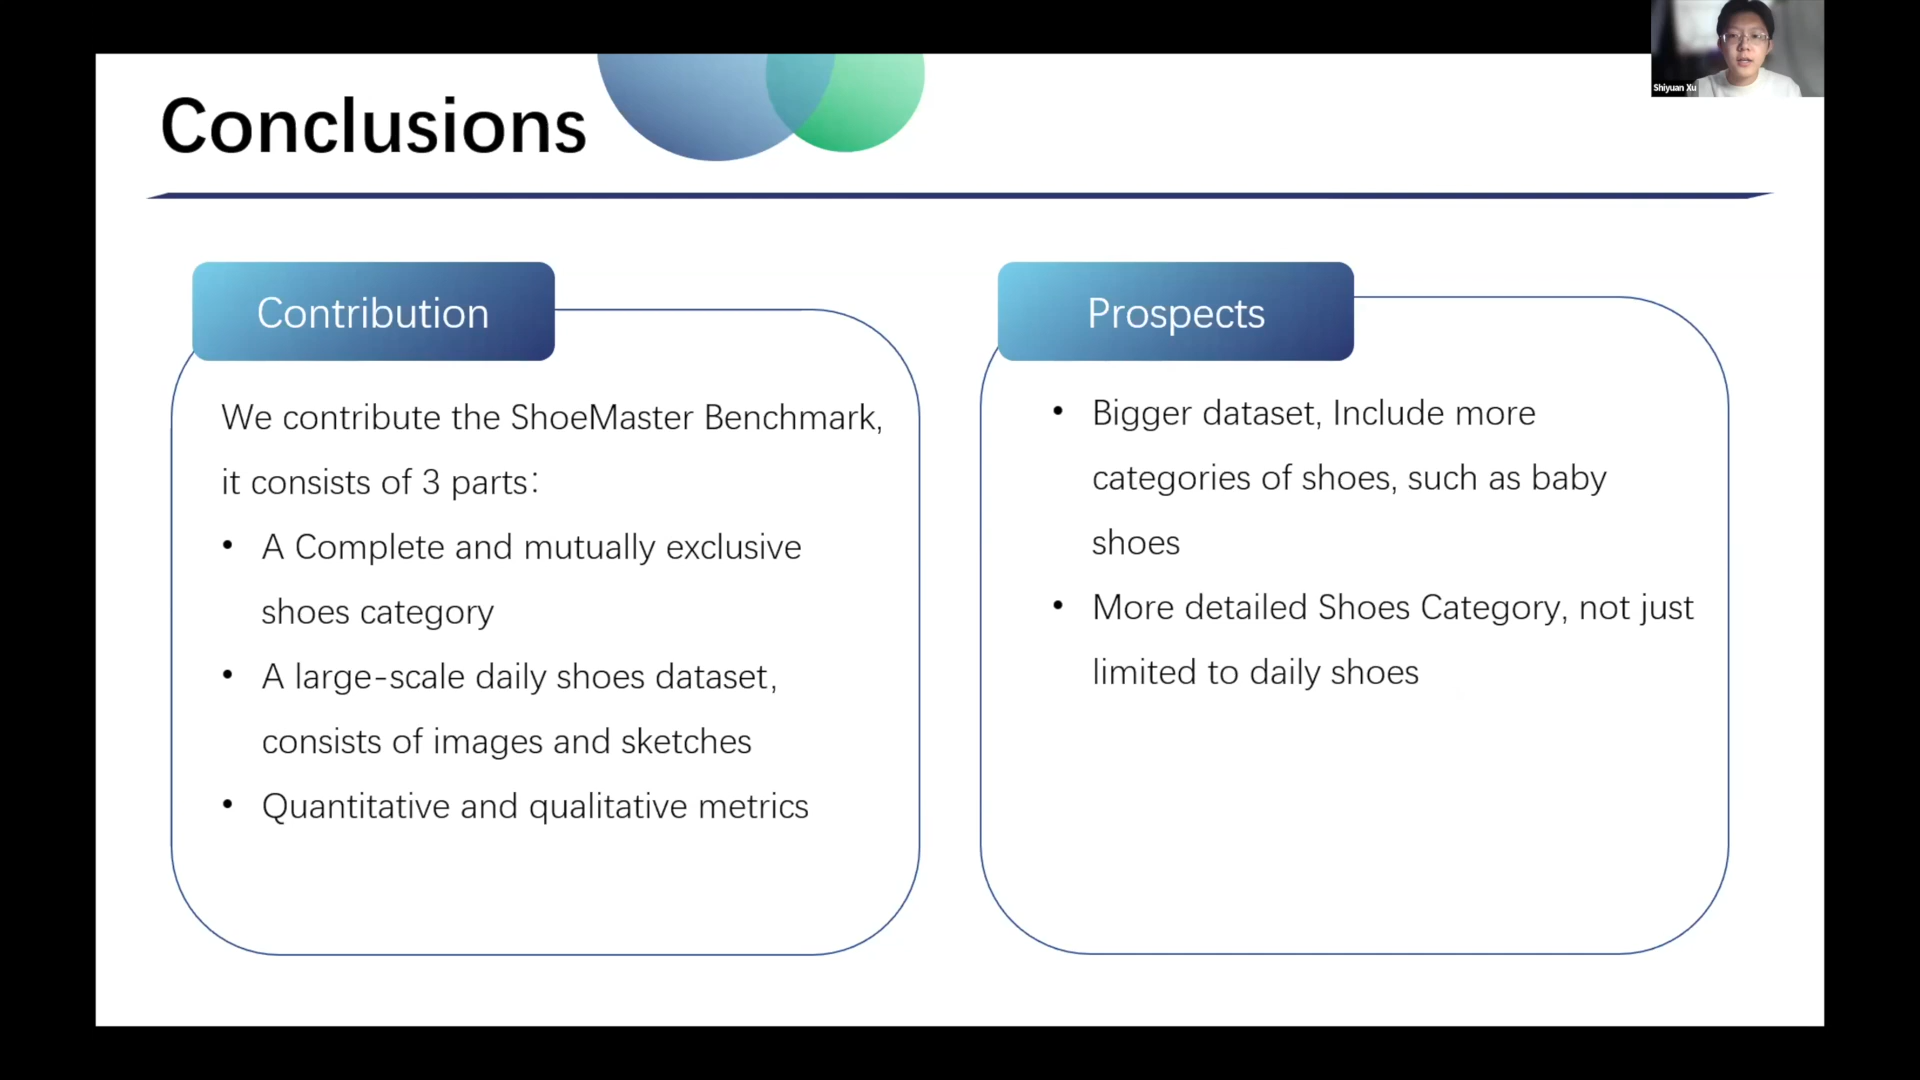 Shiyuan Xu
Conclusions
Contribution
We contribute the ShoeMaster Benchmark,
it consists of 3 parts:
• A Complete and mutually exclusive
shoes category
• A large-scale daily shoes dataset,
consists of images and sketches
• Quantitative and qualitative metrics
Prospects
• Bigger dataset, Include more
categories of shoes, such as baby
shoes
• More detailed Shoes Category, not just
limited to daily shoes